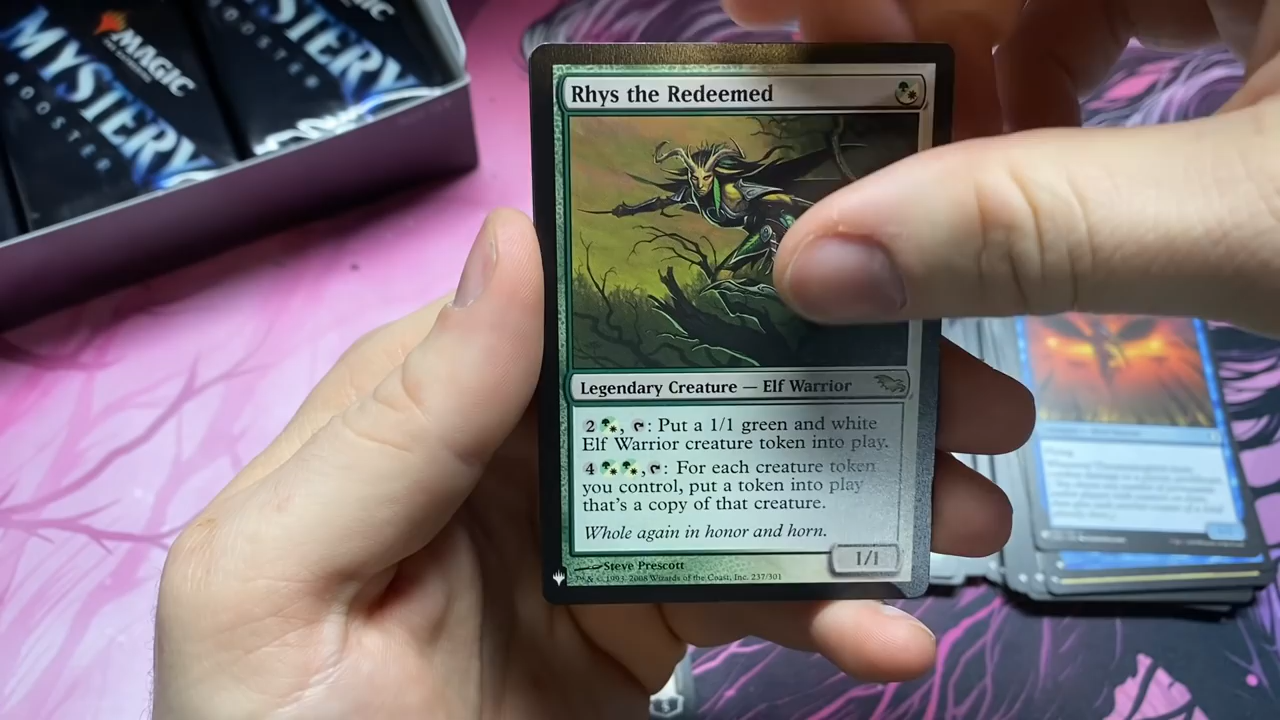 MAGIC
MYSTERY
BOOSTER
MYSTERY
BOOSTER
Rhys the Redeemed
Legendary Creature — Elf Warrior
2 , : Put a 1/1 green and white
Elf Warrior creature token into play.
4 , : For each creature token
you control, put a token into play
that's a copy of that creature.
Whole again in honor and horn.
1/1
Steve Prescott
™ & © 1993-2008 Wizards of the Coast, Inc. 237/301